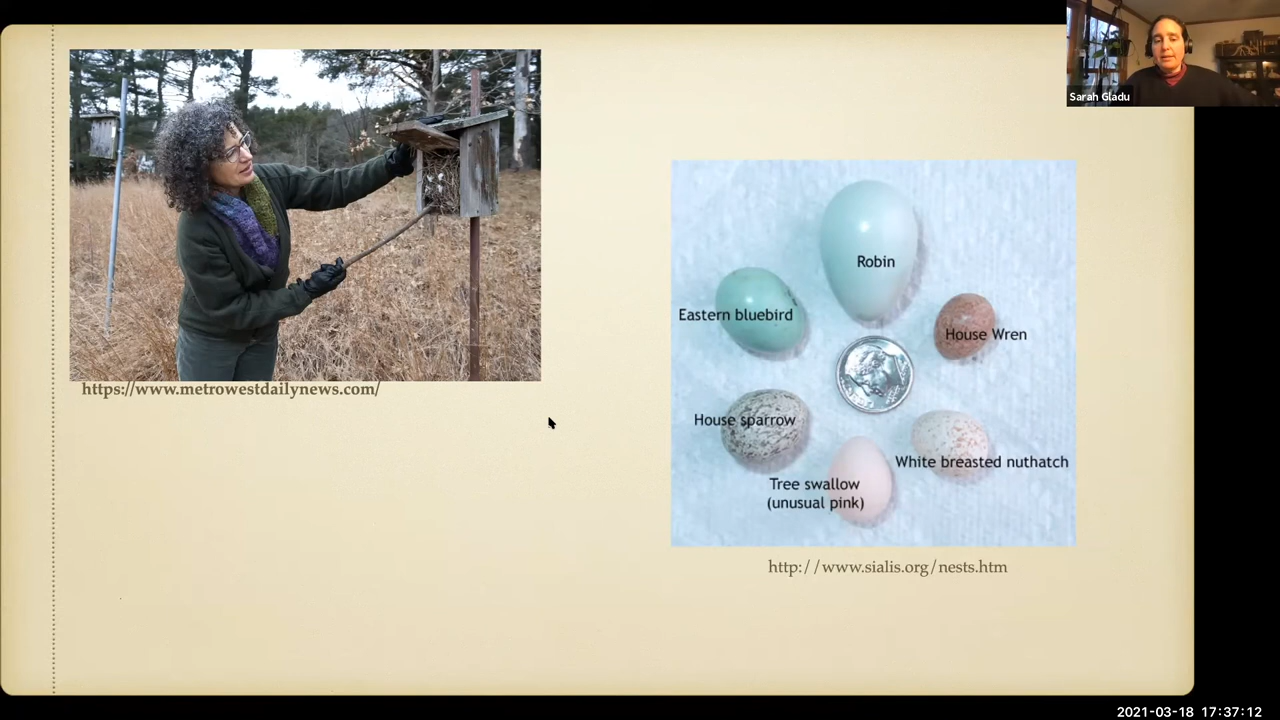 Sarah Gladu
https://www.metrowestdailynews.com/
Robin
Eastern bluebird
House Wren
House sparrow
White breasted nuthatch
Tree swallow
(unusual pink)
http://www.sialis.org/nests.htm
2021-03-18 17:37:12